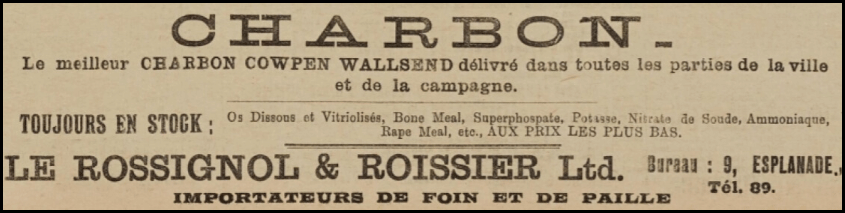 CHARBON.
Le meilleur CHARBON COWPEN WALLSEND délivré dans toutes les parties de la ville
et de la campagne.
TOUJOURS EN STOCK: Os Dissous et Vitriolisés, Bone Meal, Superphospate, Potasse, Nitrate de Soude, Ammoniaque,
Rape Meal, etc., AUX PRIX LES PLUS BAS.
LE ROSSIGNOL & ROISSIER Ltd. Bureau : 9, ESPLANADE.,
Tél. 89.
IMPORTATEURS DE FOIN ET DE PAILLE